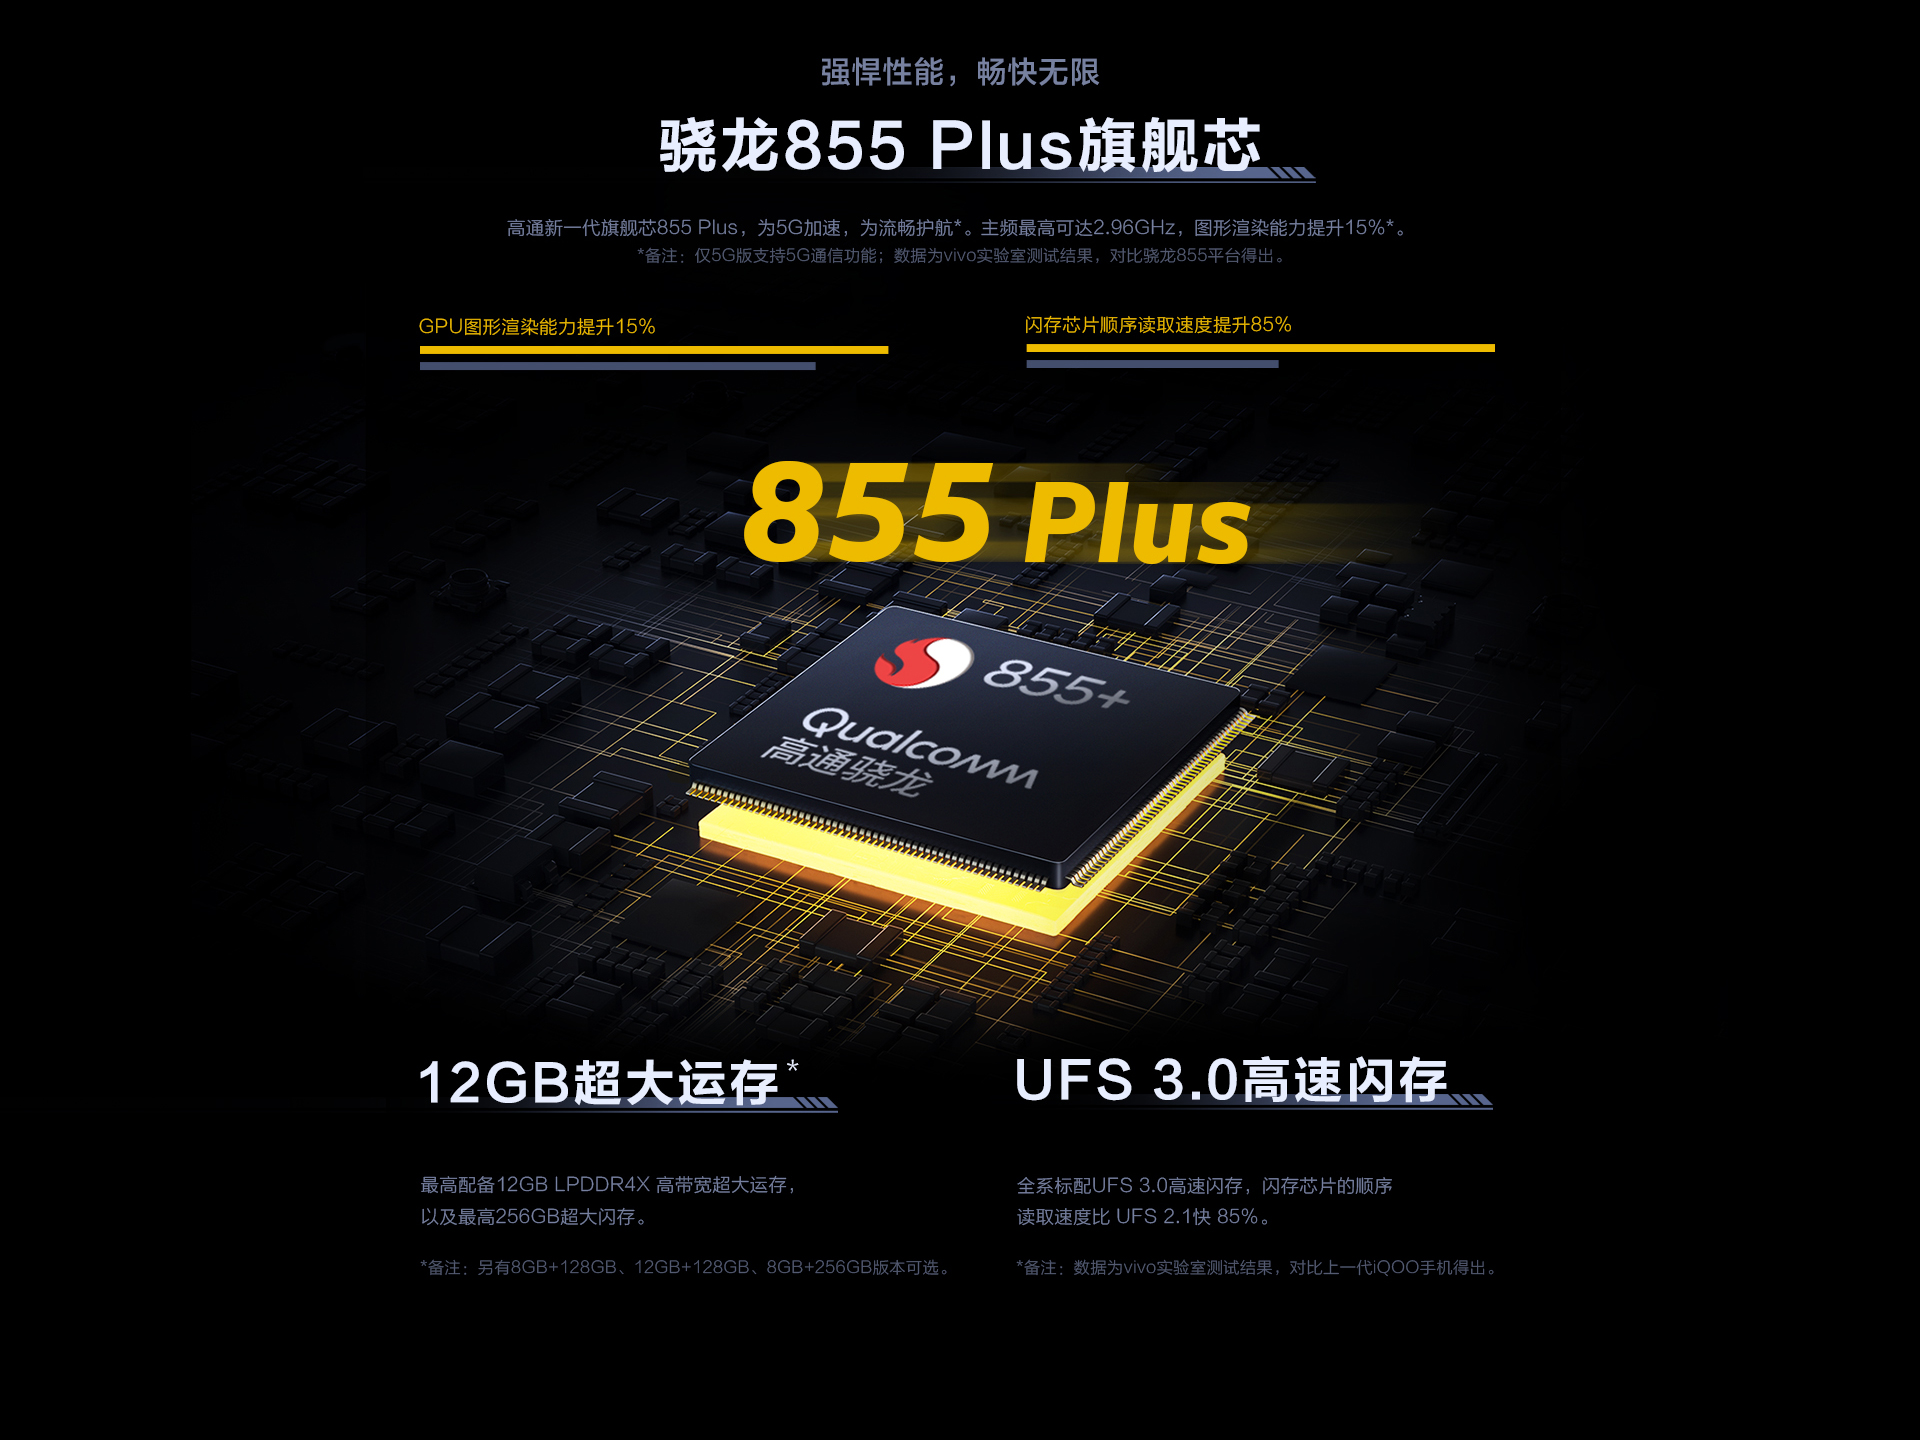 强悍性能，畅快无限
骁龙855 Plus旗舰芯
高通新一代旗舰芯855 Plus，为5G加速，为流畅护航*。主频最高可达2.96GHz，图形渲染能力提升15%*。
*备注：仅5G版支持5G通信功能；数据为vivo实验室测试结果，对比骁龙855平台得出。
GPU图形渲染能力提升15%
闪存芯片顺序读取速度提升85%
855 Plus
855+
Qualcomm
高通骁龙
12GB超大运存*
最高配备12GB LPDDR4X 高带宽超大运存，
以及最高256GB超大闪存。
*备注：另有8GB+128GB、12GB+128GB、8GB+256GB版本可选。
UFS 3.0高速闪存
全系标配UFS 3.0高速闪存，闪存芯片的顺序
读取速度比 UFS 2.1快 85%。
*备注：数据为vivo实验室测试结果，对比上一代iQOO手机得出。